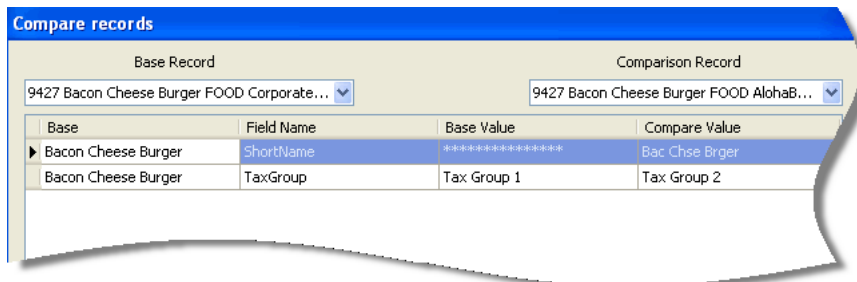 Compare records
Base Record Comparison Record
9427 Bacon Cheese Burger FOOD Corporate... 9427 Bacon Cheese Burger FOOD AlohaB...
Base Field Name Base Value Compare Value
Bacon Cheese Burger ShortName *************** Bac Chse Brger
Bacon Cheese Burger TaxGroup Tax Group 1 Tax Group 2